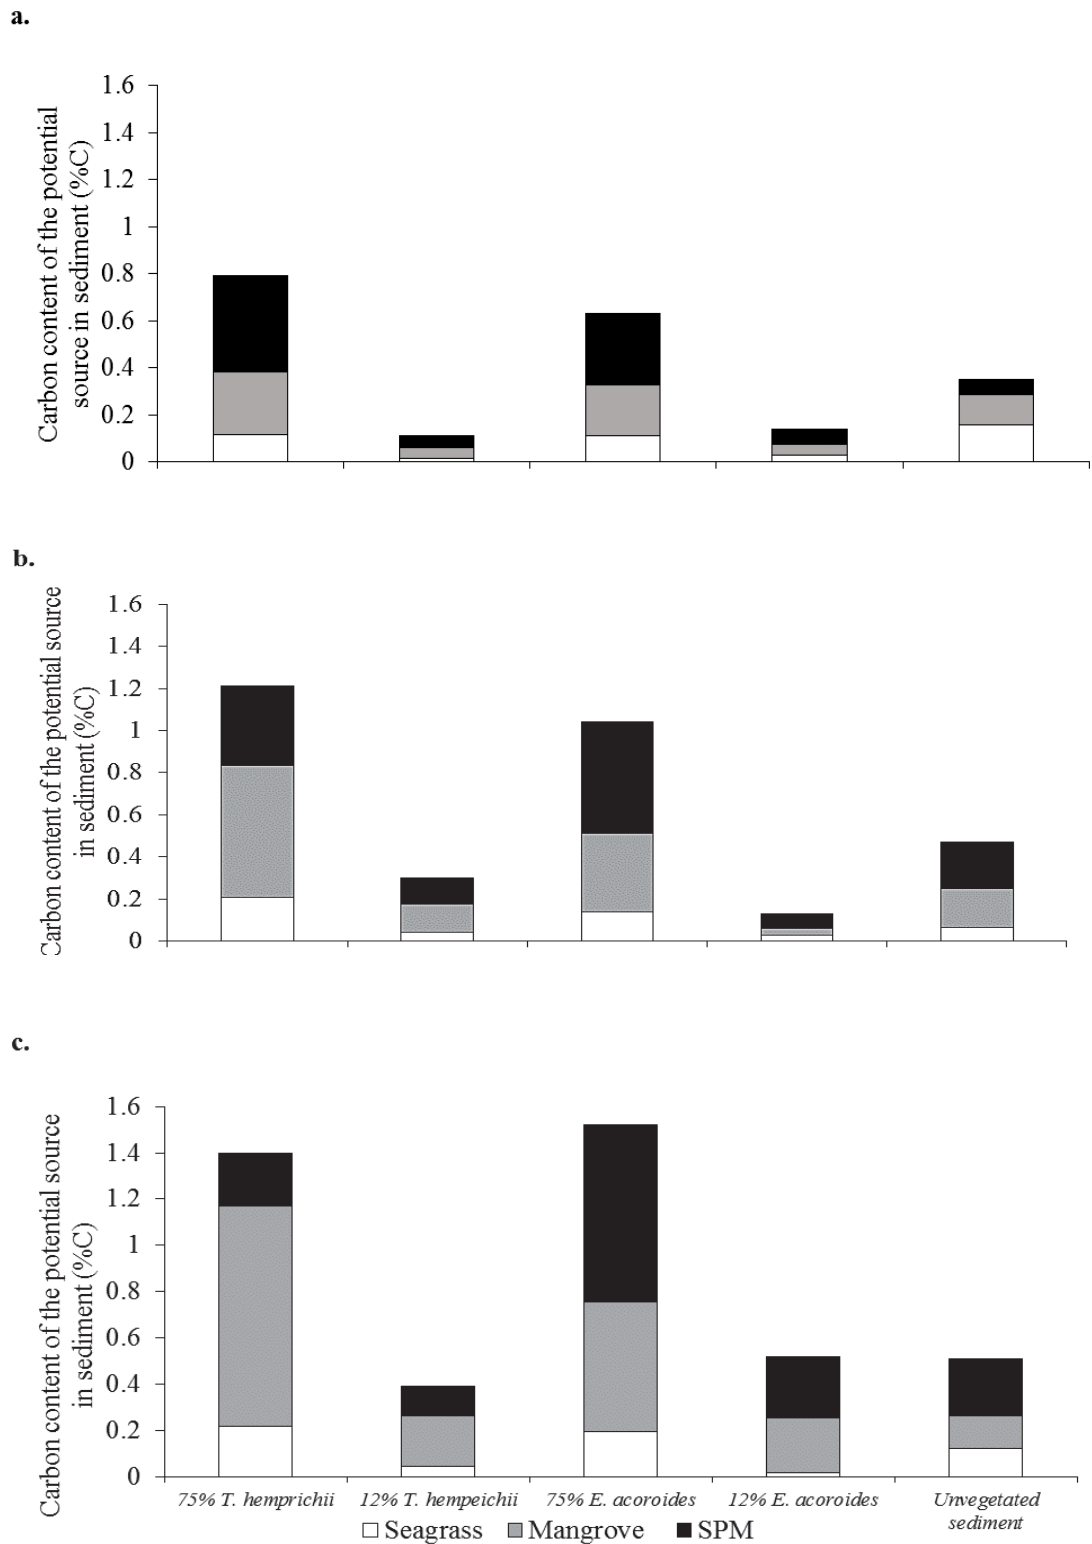 a.
Carbon content of the potential
source in sediment (%C)
1.6
1.4
1.2
1
0.8
0.6
0.4
0.2
0
b.
Carbon content of the potential source
in sediment (%C)
1.6
1.4
1.2
1
0.8
0.6
0.4
0.2
0
c.
Carbon content of the potential source
in sediment (%C)
1.6
1.4
1.2
1
0.8
0.6
0.4
0.2
0
75% T. hemprichii 12% T. hempeichii 75% E. acoroides 12% E. acoroides Unvegetated
sediment
Seagrass Mangrove SPM